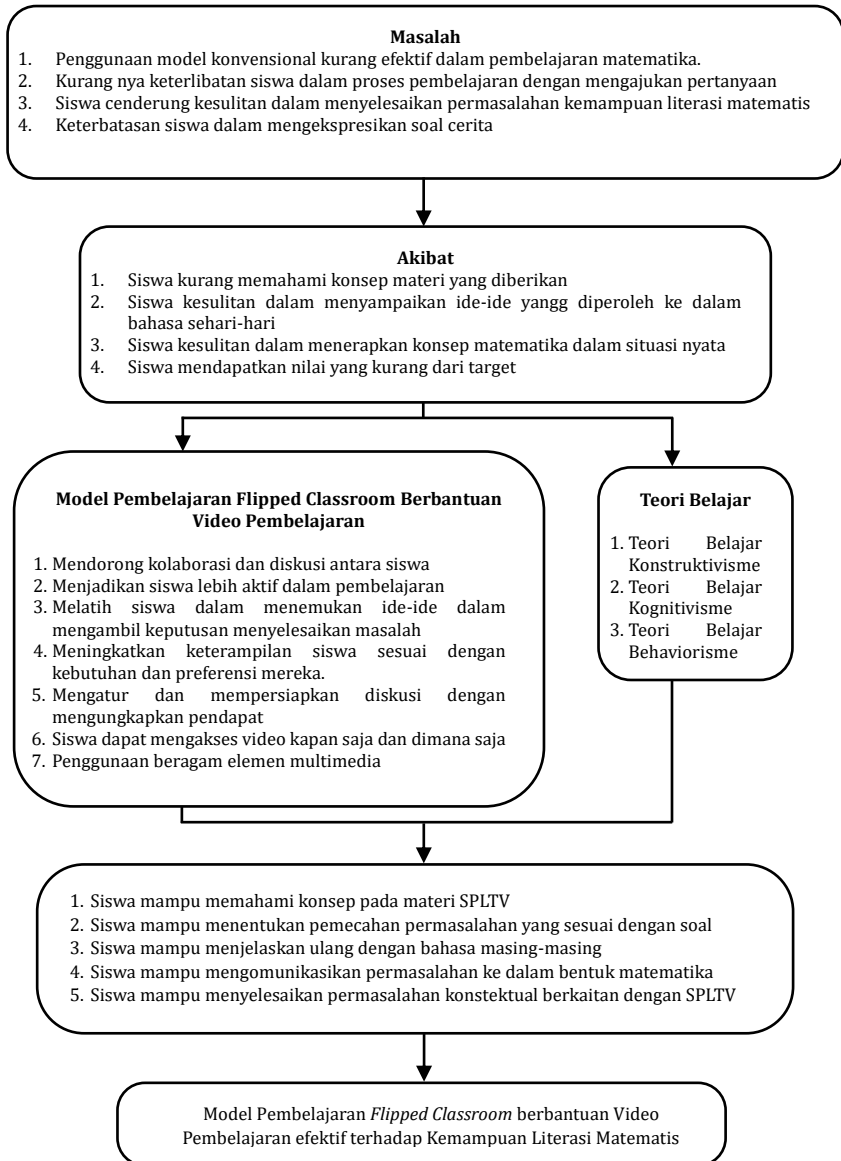 Masalah
1. Penggunaan model konvensional kurang efektif dalam pembelajaran matematika.
2. Kurang nya keterlibatan siswa dalam proses pembelajaran dengan mengajukan pertanyaan
3. Siswa cenderung kesulitan dalam menyelesaikan permasalahan kemampuan literasi matematis
4. Keterbatasan siswa dalam mengekspresikan soal cerita
Akibat
1. Siswa kurang memahami konsep materi yang diberikan
2. Siswa kesulitan dalam menyampaikan ide-ide yangg diperoleh ke dalam
bahasa sehari-hari
3. Siswa kesulitan dalam menerapkan konsep matematika dalam situasi nyata
4. Siswa mendapatkan nilai yang kurang dari target
Model Pembelajaran Flipped Classroom Berbantuan
Video Pembelajaran
1. Mendorong kolaborasi dan diskusi antara siswa
2. Menjadikan siswa lebih aktif dalam pembelajaran
3. Melatih siswa dalam menemukan ide-ide dalam
mengambil keputusan menyelesaikan masalah
4. Meningkatkan keterampilan siswa sesuai dengan
kebutuhan dan preferensi mereka.
5. Mengatur dan mempersiapkan diskusi dengan
mengungkapkan pendapat
6. Siswa dapat mengakses video kapan saja dan dimana saja
7. Penggunaan beragam elemen multimedia
Teori Belajar
1. Teori Belajar
Konstruktivisme
2. Teori Belajar
Kognitivisme
3. Teori Belajar
Behaviorisme
1. Siswa mampu memahami konsep pada materi SPLTV
2. Siswa mampu menentukan pemecahan permasalahan yang sesuai dengan soal
3. Siswa mampu menjelaskan ulang dengan bahasa masing-masing
4. Siswa mampu mengomunikasikan permasalahan ke dalam bentuk matematika
5. Siswa mampu menyelesaikan permasalahan konstektual berkaitan dengan SPLTV
Model Pembelajaran Flipped Classroom berbantuan Video
Pembelajaran efektif terhadap Kemampuan Literasi Matematis